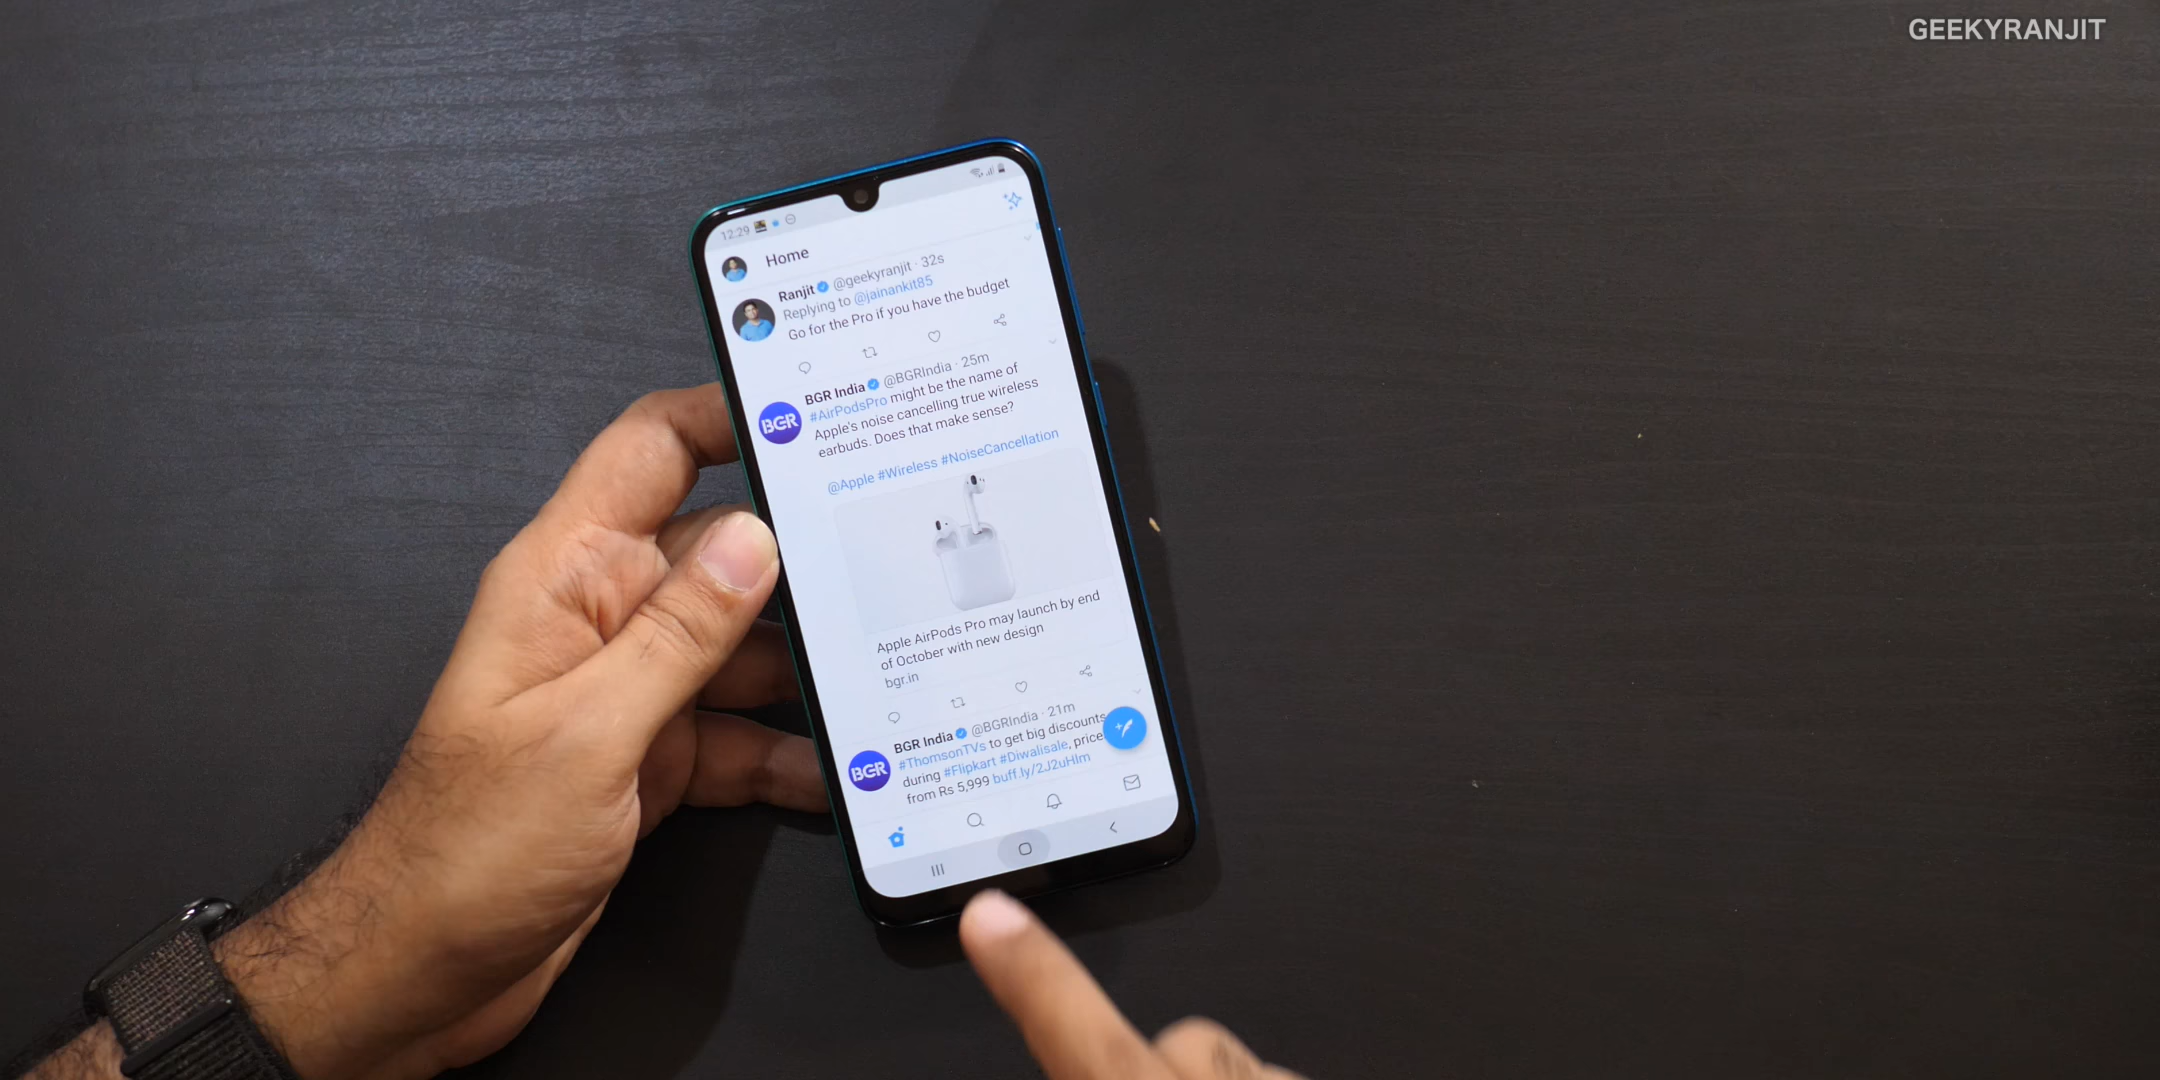 GEEKYRANJIT
12:29
Home
Ranjit @geekyranjit · 32s
Replying to @jainankit85
Go for the Pro if you have the budget
BGR India @BGRIndia · 25m
BGR
#AirPodsPro might be the name of
Apple's noise cancelling true wireless
earbuds. Does that make sense?
@Apple #Wireless #NoiseCancellation
Apple AirPods Pro may launch by end
of October with new design
bgr.in
BGR India @BGRIndia · 21m
BGR
#ThomsonTVs to get big discounts
during #Flipkart #Diwalisale, price
from Rs 5,999 buff.ly/2J2uHlm